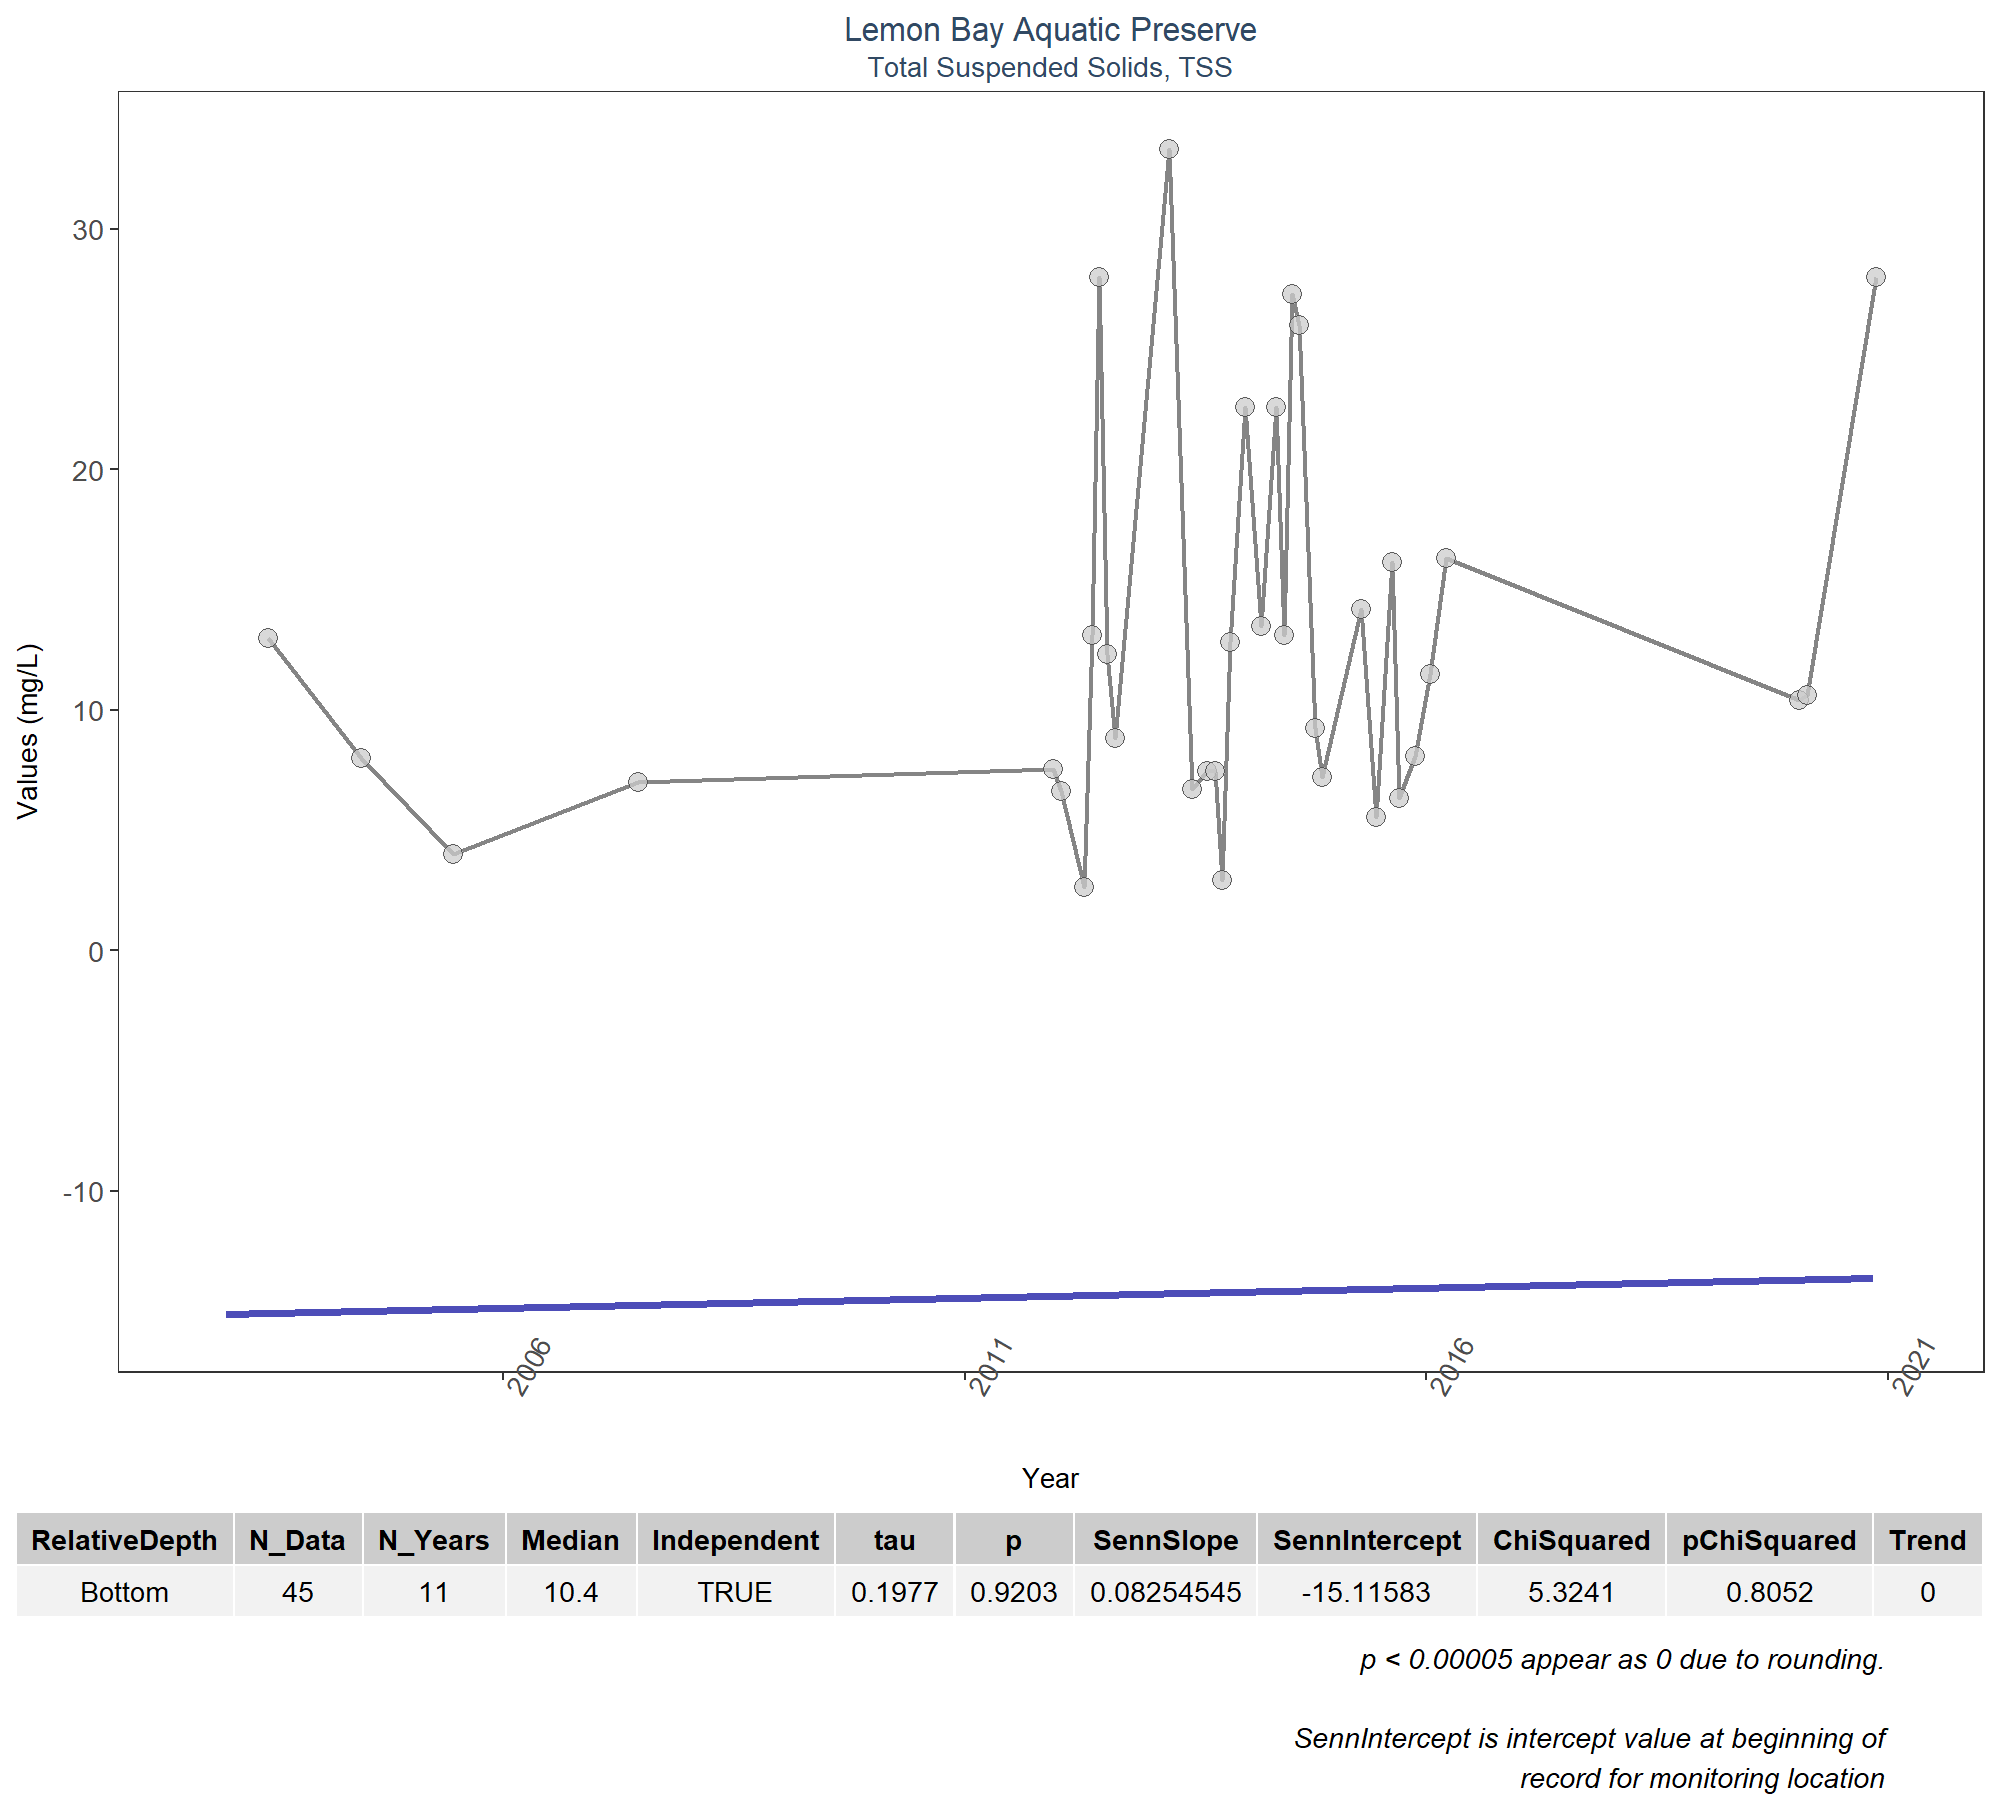 Lemon Bay Aquatic Preserve
Total Suspended Solids, TSS
Values (mg/L)
30
20
10
0
-10
2006
2011
2016
2021
Year
RelativeDepth N_Data N_Years Median Independent tau p SennSlope SennIntercept ChiSquared pChiSquared Trend
Bottom 45 11 10.4 TRUE 0.1977 0.9203 0.08254545 -15.11583 5.3241 0.8052 0
p < 0.00005 appear as 0 due to rounding.
SennIntercept is intercept value at beginning of
record for monitoring location